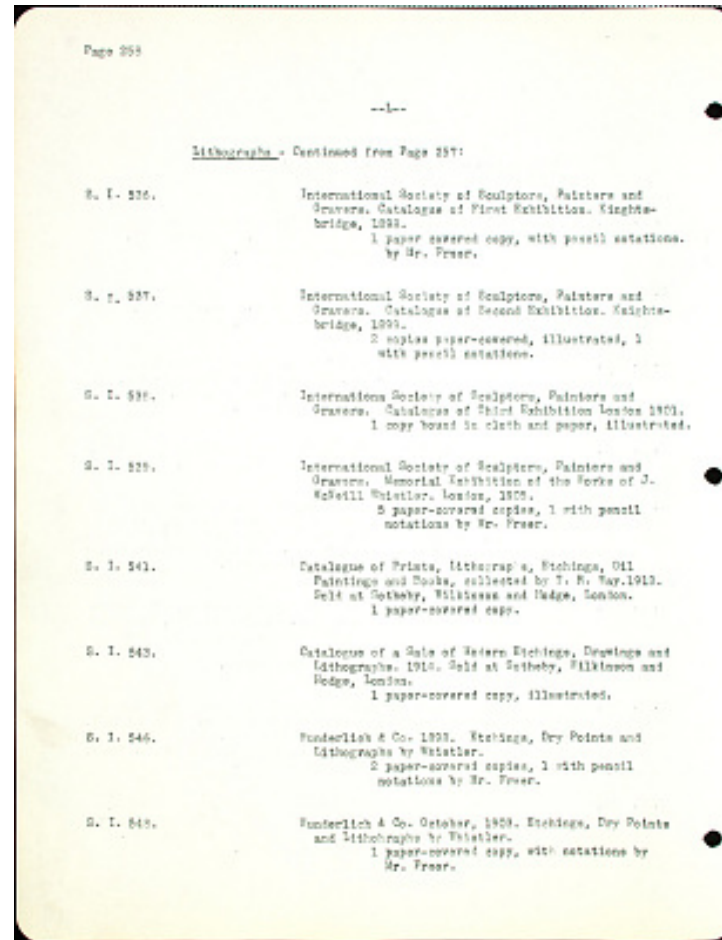 Page 258
--1--
Lithographs - Continued from Page 257:
S. I. 536.
International Society of Sculptors, Painters and
Gravers. Catalogue of First Exhibition. Kinghts-
bridge, 1898.
1 paper covered copy, with pencil notations.
by Mr. Freer.
S. I. 537.
International Society of Sculptors, Painters and
Gravers. Catalogue of Second Exhibition. Knights-
bridge, 1899.
2 copies paper-covered, illustrated, 1
with pencil notations.
S. I. 538.
Internationa Society of Sculptors, Painters and
Gravers. Catalogue of Third Exhibition London 1901.
1 copy bound in cloth and paper, illustrated.
S. I. 539.
International Society of Sculptors, Painters and
Gravers. Memorial Exhibition of the Works of J.
McNeill Whistler. London, 1905.
5 paper-covered copies, 1 with pencil
notations by Mr. Freer.
S. I. 541.
Catalogue of Prints, Lithographs, Etchings, Oil
Paintings and Books, collected by T. R. Way. 1913.
Sold at Sotheby, Wilkinson and Hodge, London.
1 paper-covered copy.
S. I. 543.
Catalogue of a Sale of Modern Etchings, Drawings and
Lithographs. 1914. Sold at Sotheby, Wilkinson and
Hodge, London.
1 paper-covered copy, illustrated.
S. I. 546.
Wunderlich & Co. 1898. Etchings, Dry Points and
Lithographs by Whistler.
2 paper-covered copies, 1 with pencil
notations by Mr. Freer.
S. I.
Wunderlich & Co. October, 1903. Etchings, Dry Points
and Lithohraphs by Whistler.
1 paper-covered copy, with notations by
Mr. Freer.